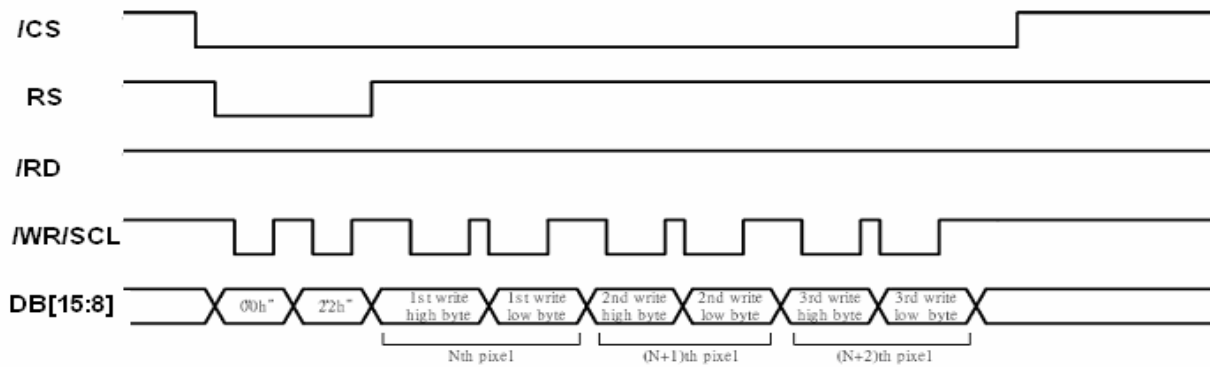 /CS
RS
/RD
/WR/SCL
DB[15:8]
"00h"
"22h"
1st write
high byte
1st write
low byte
2nd write
high byte
2nd write
low byte
3rd write
high byte
3rd write
low byte
Nth pixel
(N+1)th pixel
(N+2)th pixel